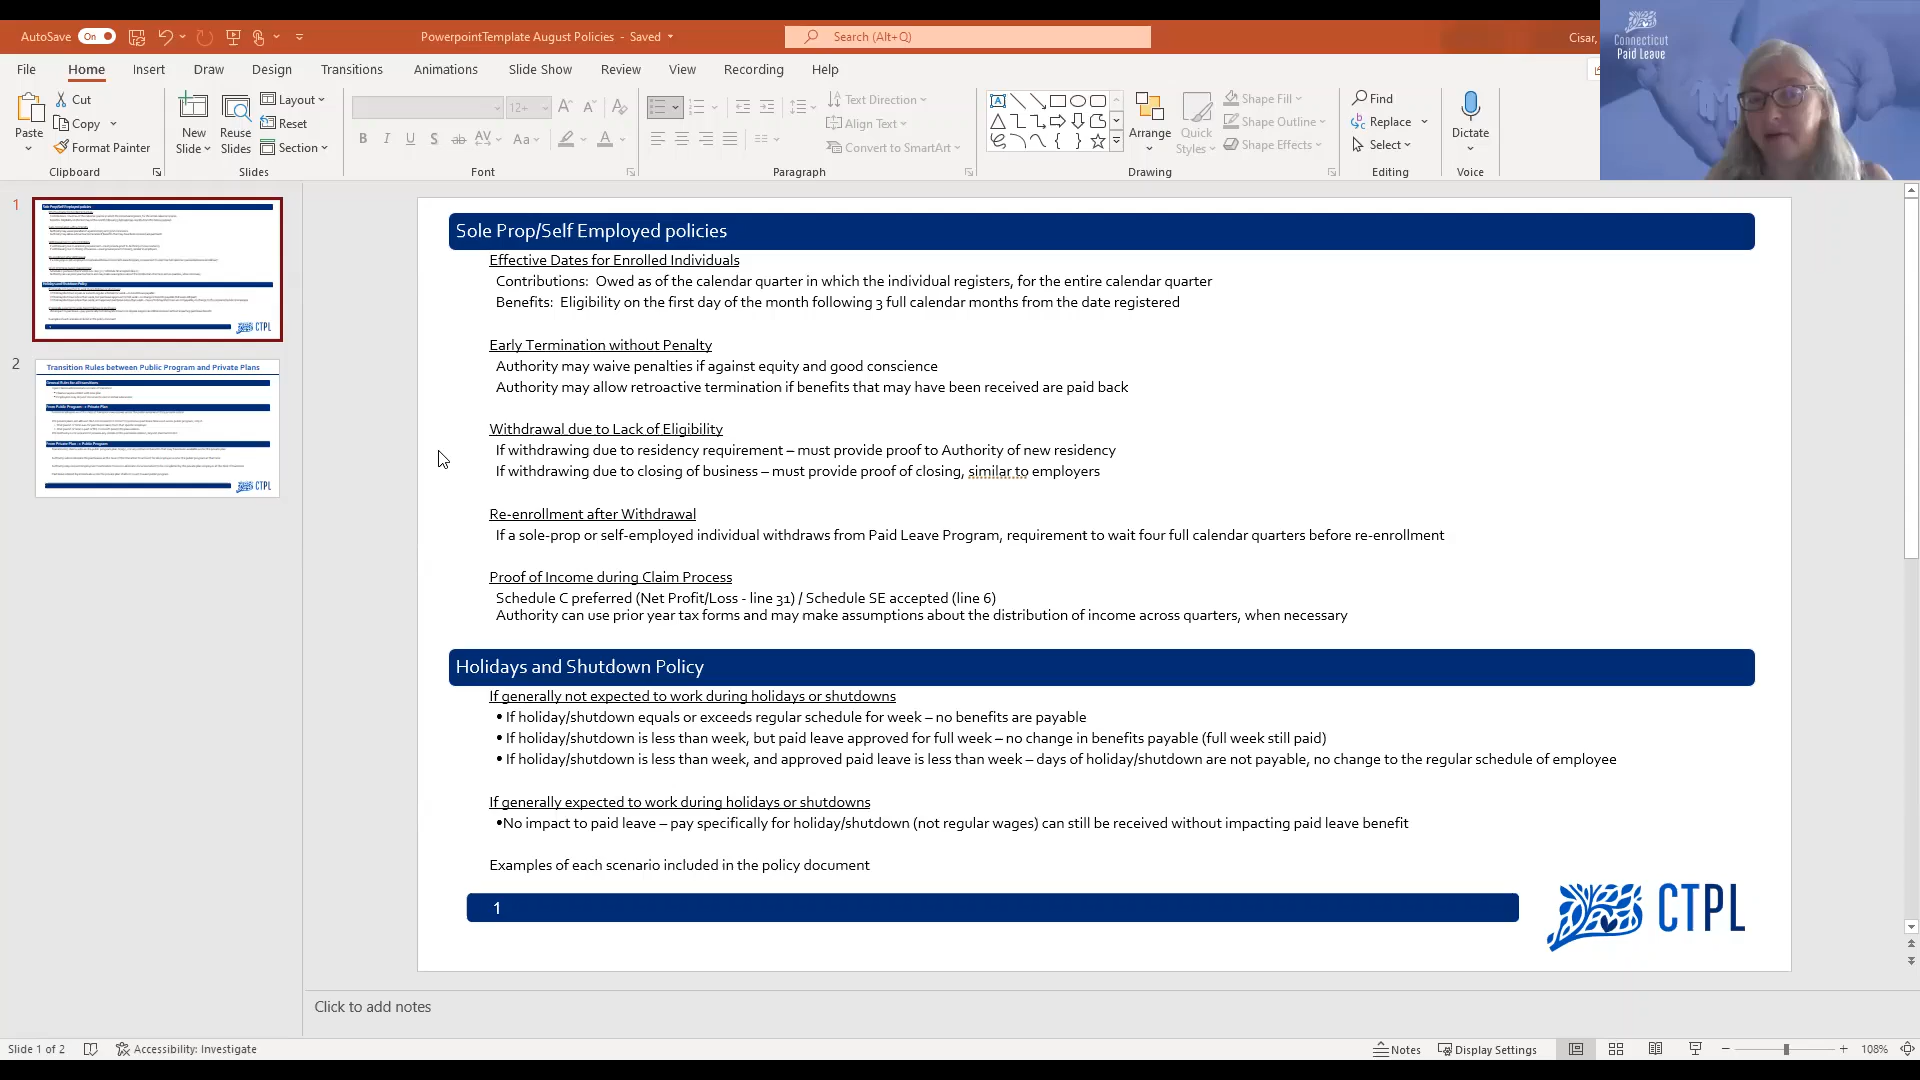 AutoSave On
PowerpointTemplate August Policies - Saved
Search (Alt+Q)
Cisar,
Connecticut
Paid Leave
File Home Insert Draw Design Transitions Animations Slide Show Review View Recording Help
Paste
Cut
Copy
Format Painter
Clipboard
New Slide
Reuse Slides
Layout
Reset
Section
Slides
12+
Font
Paragraph
Text Direction
Align Text
Convert to SmartArt
Arrange
Quick Styles
Shape Fill
Shape Outline
Shape Effects
Drawing
Find
Replace
Select
Editing
Dictate
Voice
1
2
Transition Rules between Public Program and Private Plans
From Public Program -> Private Plan
From Private Plan -> Public Program
CTPL
CTPL
Sole Prop/Self Employed policies
Effective Dates for Enrolled Individuals
Contributions: Owed as of the calendar quarter in which the individual registers, for the entire calendar quarter
Benefits: Eligibility on the first day of the month following 3 full calendar months from the date registered
Early Termination without Penalty
Authority may waive penalties if against equity and good conscience
Authority may allow retroactive termination if benefits that may have been received are paid back
Withdrawal due to Lack of Eligibility
If withdrawing due to residency requirement – must provide proof to Authority of new residency
If withdrawing due to closing of business – must provide proof of closing, similar to employers
Re-enrollment after Withdrawal
If a sole-prop or self-employed individual withdraws from Paid Leave Program, requirement to wait four full calendar quarters before re-enrollment
Proof of Income during Claim Process
Schedule C preferred (Net Profit/Loss - line 31) / Schedule SE accepted (line 6)
Authority can use prior year tax forms and may make assumptions about the distribution of income across quarters, when necessary
Holidays and Shutdown Policy
If generally not expected to work during holidays or shutdowns
• If holiday/shutdown equals or exceeds regular schedule for week – no benefits are payable
• If holiday/shutdown is less than week, but paid leave approved for full week – no change in benefits payable (full week still paid)
• If holiday/shutdown is less than week, and approved paid leave is less than week – days of holiday/shutdown are not payable, no change to the regular schedule of employee
If generally expected to work during holidays or shutdowns
•No impact to paid leave – pay specifically for holiday/shutdown (not regular wages) can still be received without impacting paid leave benefit
Examples of each scenario included in the policy document
1
CTPL
Click to add notes
Slide 1 of 2
Accessibility: Investigate
Notes
Display Settings
108%